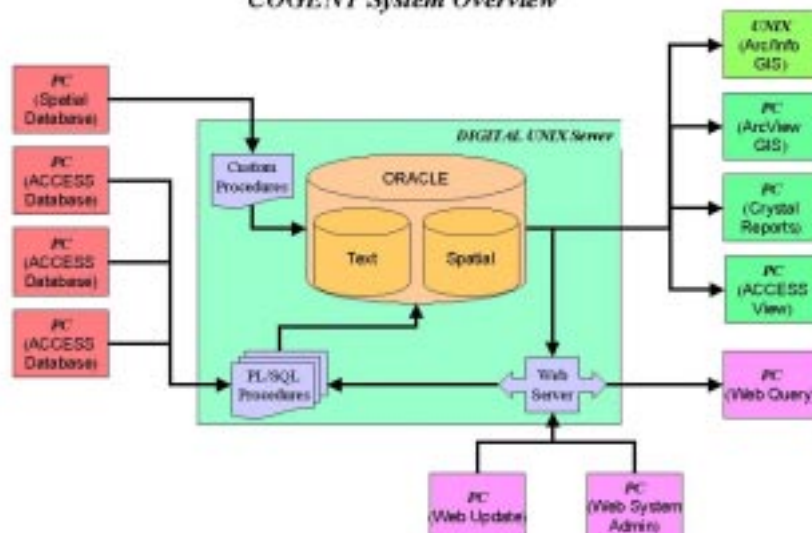 COGENT System Overview
PC
(Spatial
Database)
PC
(ACCESS
Database)
PC
(ACCESS
Database)
PC
(ACCESS
Database)
DIGITAL UNIX Server
Custom
Procedures
ORACLE
Text
Spatial
PL/SQL
Procedures
Web
Server
UNIX
(Arc/Info
GIS)
PC
(ArcView
GIS)
PC
(Crystal
Reports)
PC
(ACCESS
View)
PC
(Web Query)
PC
(Web Update)
PC
(Web System
Admin)